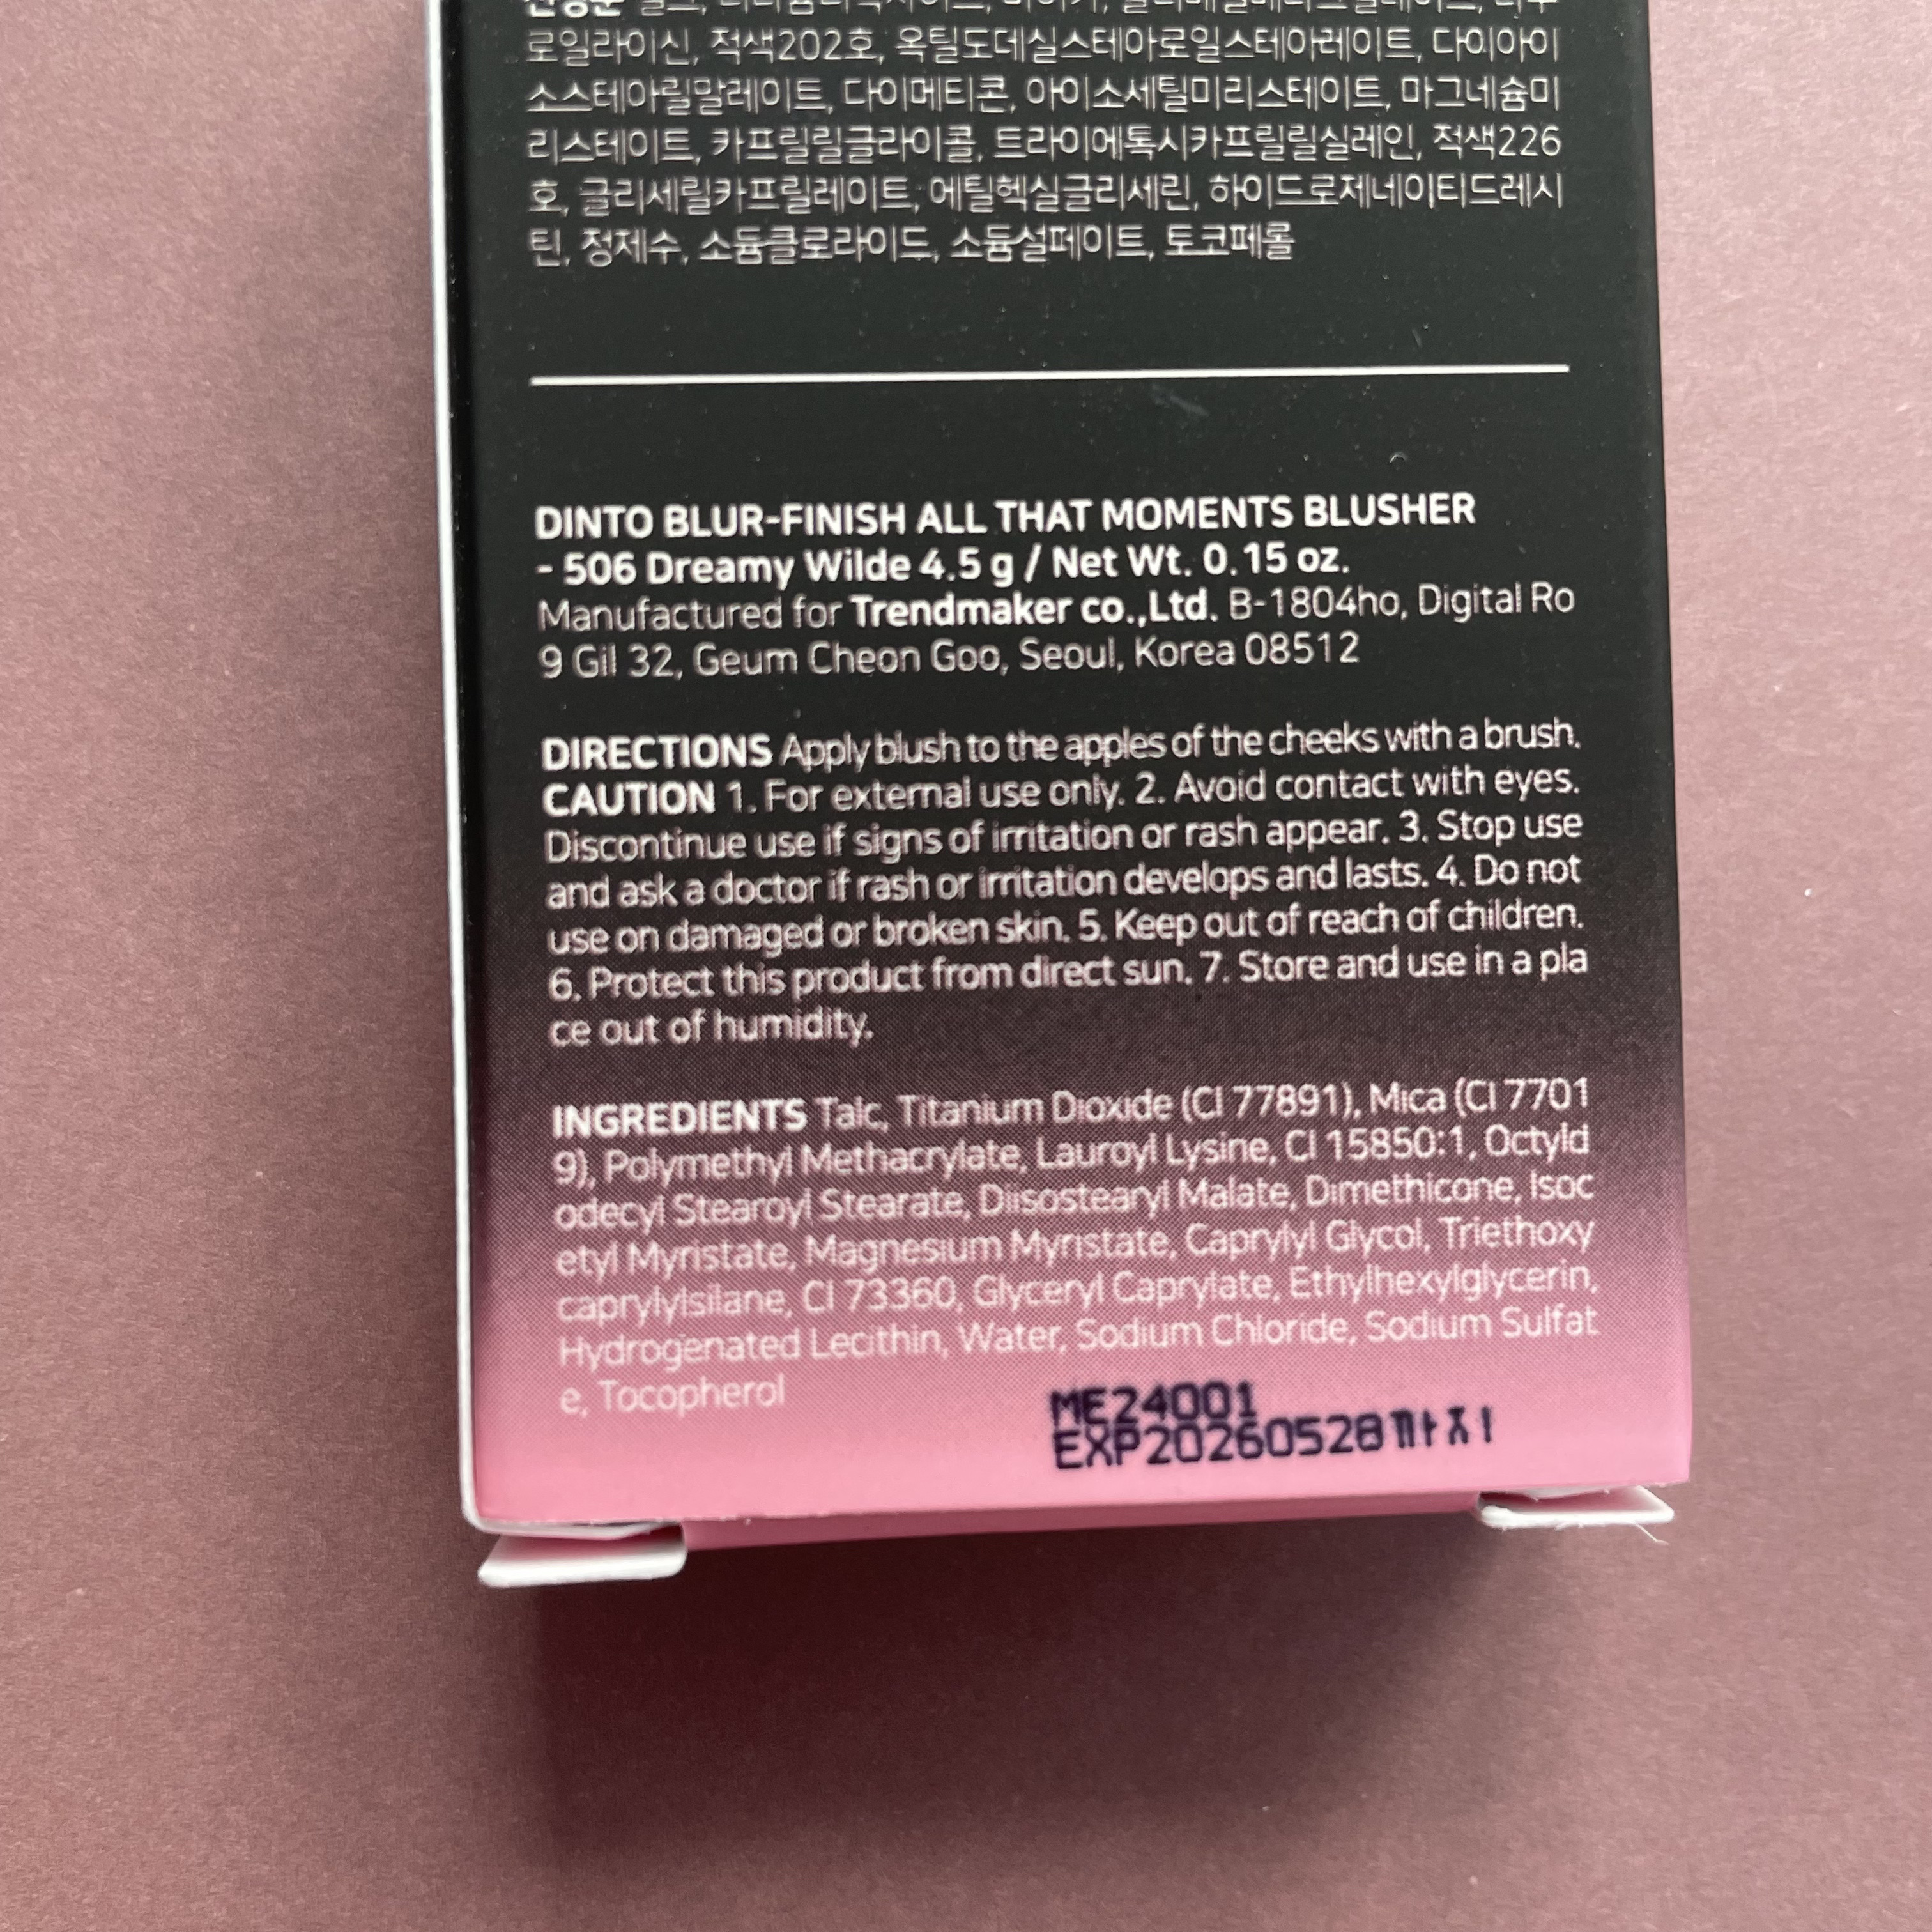 로일라이신, 적색202호, 옥틸도데실스테아로일스테아레이트, 다이아이
소스테아릴말레이트, 다이메티콘, 아이소세틸미리스테이트, 마그네슘미
리스테이트, 카프릴릴글라이콜, 트라이에톡시카프릴릴실레인, 적색226
호, 글리세릴카프릴레이트, 에틸헥실글리세린, 하이드로제네이티드레시
틴, 정제수, 소듐클로라이드, 소듐설페이트, 토코페롤
DINTO BLUR-FINISH ALL THAT MOMENTS BLUSHER
- 506 Dreamy Wilde 4.5 g / Net Wt. 0.15 oz.
Manufactured for Trendmaker co.,Ltd. B-1804ho, Digital Ro
9 Gil 32, Geum Cheon Goo, Seoul, Korea 08512
DIRECTIONS Apply blush to the apples of the cheeks with a brush.
CAUTION 1. For external use only. 2. Avoid contact with eyes.
Discontinue use if signs of irritation or rash appear. 3. Stop use
and ask a doctor if rash or irritation develops and lasts. 4. Do not
use on damaged or broken skin. 5. Keep out of reach of children.
6. Protect this product from direct sun. 7. Store and use in a pla
ce out of humidity.
INGREDIENTS Talc, Titanium Dioxide (CI 77891), Mica (CI 7701
9), Polymethyl Methacrylate, Lauroyl Lysine, CI 15850:1, Octyld
odecyl Stearoyl Stearate, Diisostearyl Malate, Dimethicone, Isoc
etyl Myristate, Magnesium Myristate, Caprylyl Glycol, Triethoxy
caprylylsilane, CI 73360, Glyceryl Caprylate, Ethylhexylglycerin,
Hydrogenated Lecithin, Water, Sodium Chloride, Sodium Sulfat
e, Tocopherol
ME24001
EXP20260528까지